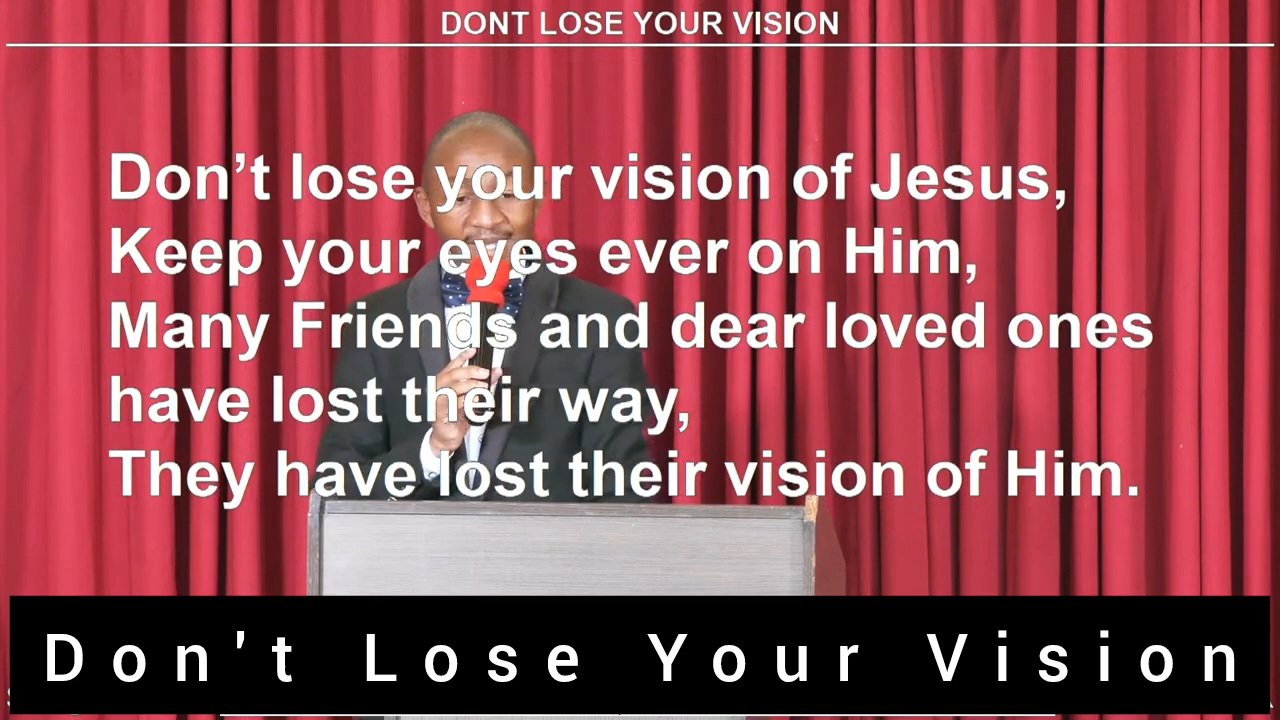 DONT LOSE YOUR VISION
Don’t lose your vision of Jesus,
Keep your eyes ever on Him,
Many Friends and dear loved ones
have lost their way,
They have lost their vision of Him.
Don't Lose Your Vision